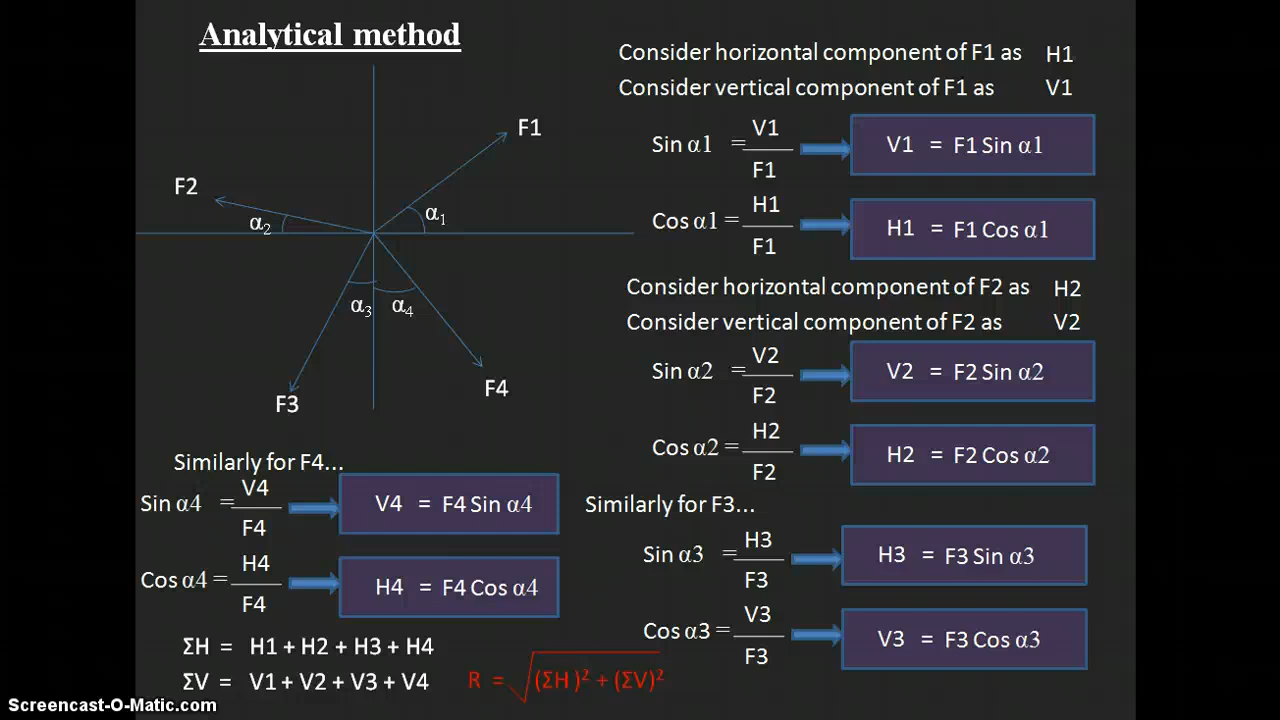 Analytical method
F1
F2
α1
α2
α3
α4
F3
F4
Consider horizontal component of F1 as H1
Consider vertical component of F1 as V1
Sin α1 = V1
F1
V1 = F1 Sin α1
Cos α1 = H1
F1
H1 = F1 Cos α1
Consider horizontal component of F2 as H2
Consider vertical component of F2 as V2
Sin α2 = V2
F2
V2 = F2 Sin α2
Cos α2 = H2
F2
H2 = F2 Cos α2
Similarly for F3...
Sin α3 = H3
F3
H3 = F3 Sin α3
Cos α3 = V3
F3
V3 = F3 Cos α3
Similarly for F4...
Sin α4 = V4
F4
V4 = F4 Sin α4
Cos α4 = H4
F4
H4 = F4 Cos α4
ΣH = H1 + H2 + H3 + H4
ΣV = V1 + V2 + V3 + V4
R = √(ΣH)² + (ΣV)²
Screencast-O-Matic.com